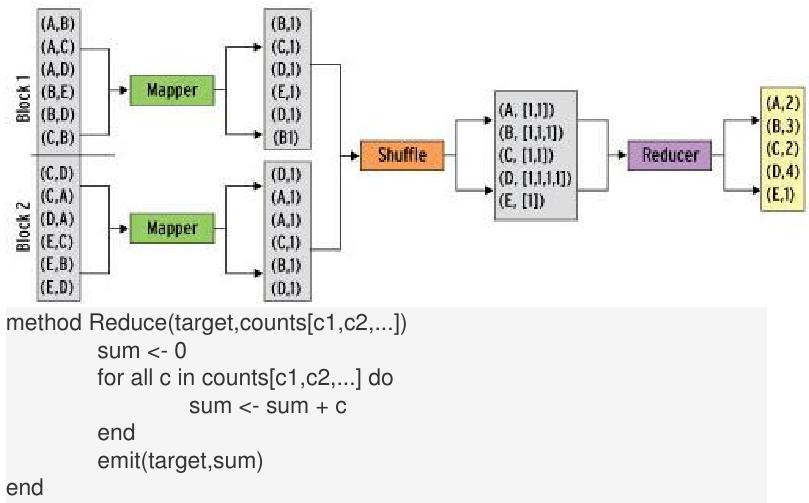 Block 1
(A,B)
(A,C)
(A,D)
(B,E)
(B,D)
(C,B)
Mapper
(B,1)
(C,1)
(D,1)
(E,1)
(D,1)
(B1)
Block 2
(C,D)
(C,A)
(D,A)
(E,C)
(E,B)
(E,D)
Mapper
(D,1)
(A,1)
(A,1)
(C,1)
(B,1)
(D,1)
Shuffle
(A, [1,1])
(B, [1,1,1])
(C, [1,1])
(D, [1,1,1,1])
(E, [1])
Reducer
(A,2)
(B,3)
(C,2)
(D,4)
(E,1)
method Reduce(target,counts[c1,c2,...])
sum <- 0
for all c in counts[c1,c2,...] do
sum <- sum + c
end
emit(target,sum)
end